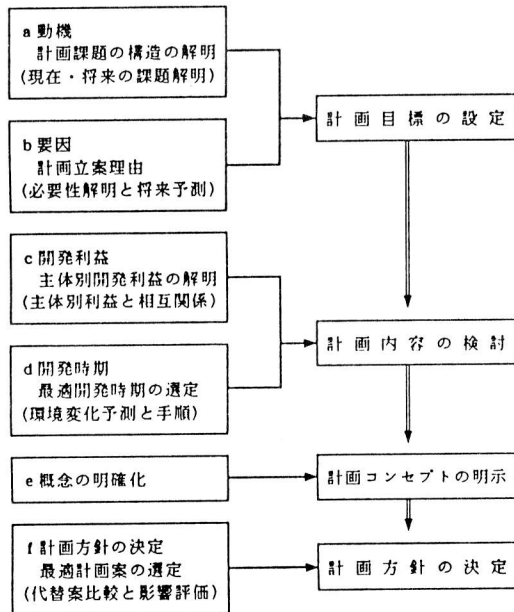 a 動機
計画課題の構造の解明
(現在・将来の課題解明)
b 要因
計画立案理由
(必要性解明と将来予測)
計画目標の設定
c 開発利益
主体別開発利益の解明
(主体別利益と相互関係)
d 開発時期
最適開発時期の選定
(環境変化予測と手順)
計画内容の検討
e 概念の明確化
計画コンセプトの明示
f 計画方針の決定
最適計画案の選定
(代替案比較と影響評価)
計画方針の決定